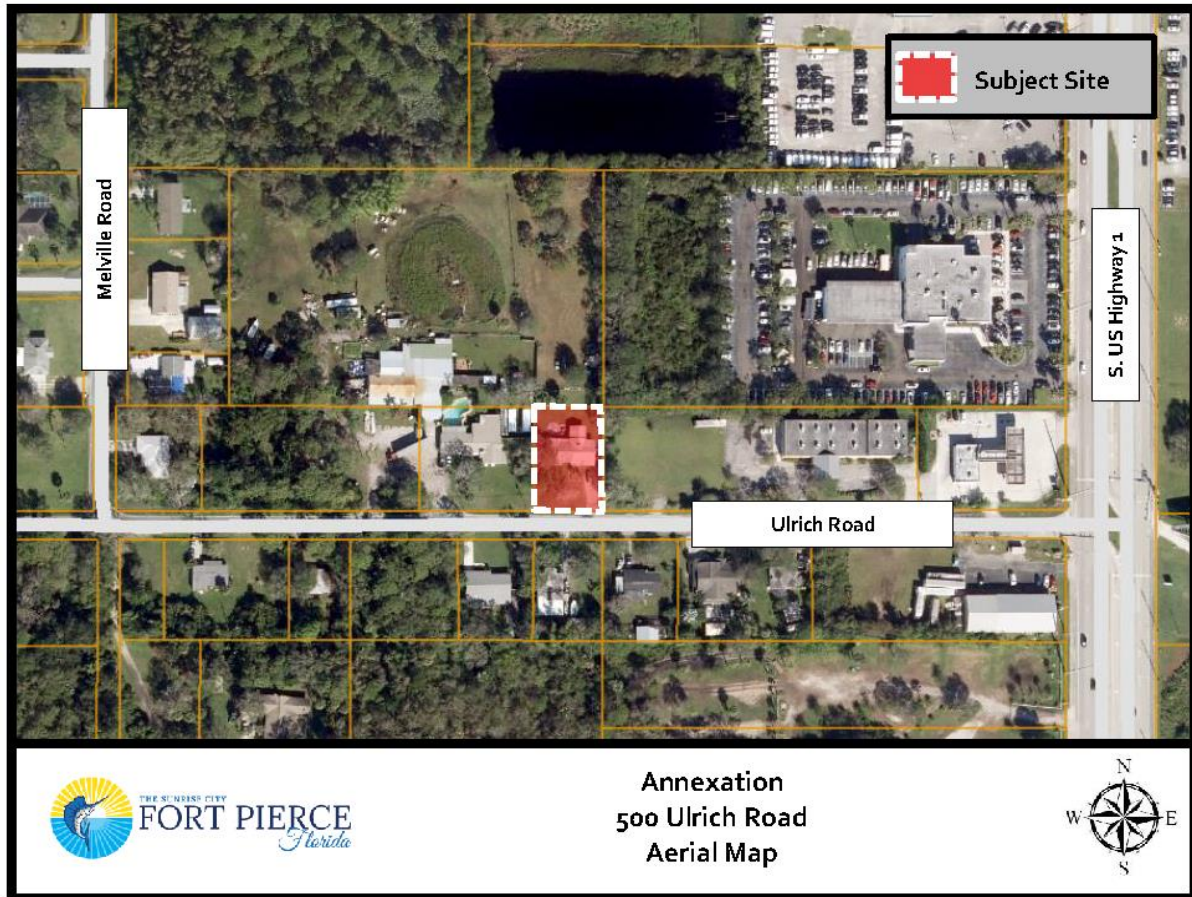 Subject Site
Melville Road
S. US Highway 1
Ulrich Road
THE SUNRISE CITY
FORT PIERCE
Florida
Annexation
500 Ulrich Road
Aerial Map
N
W E
S